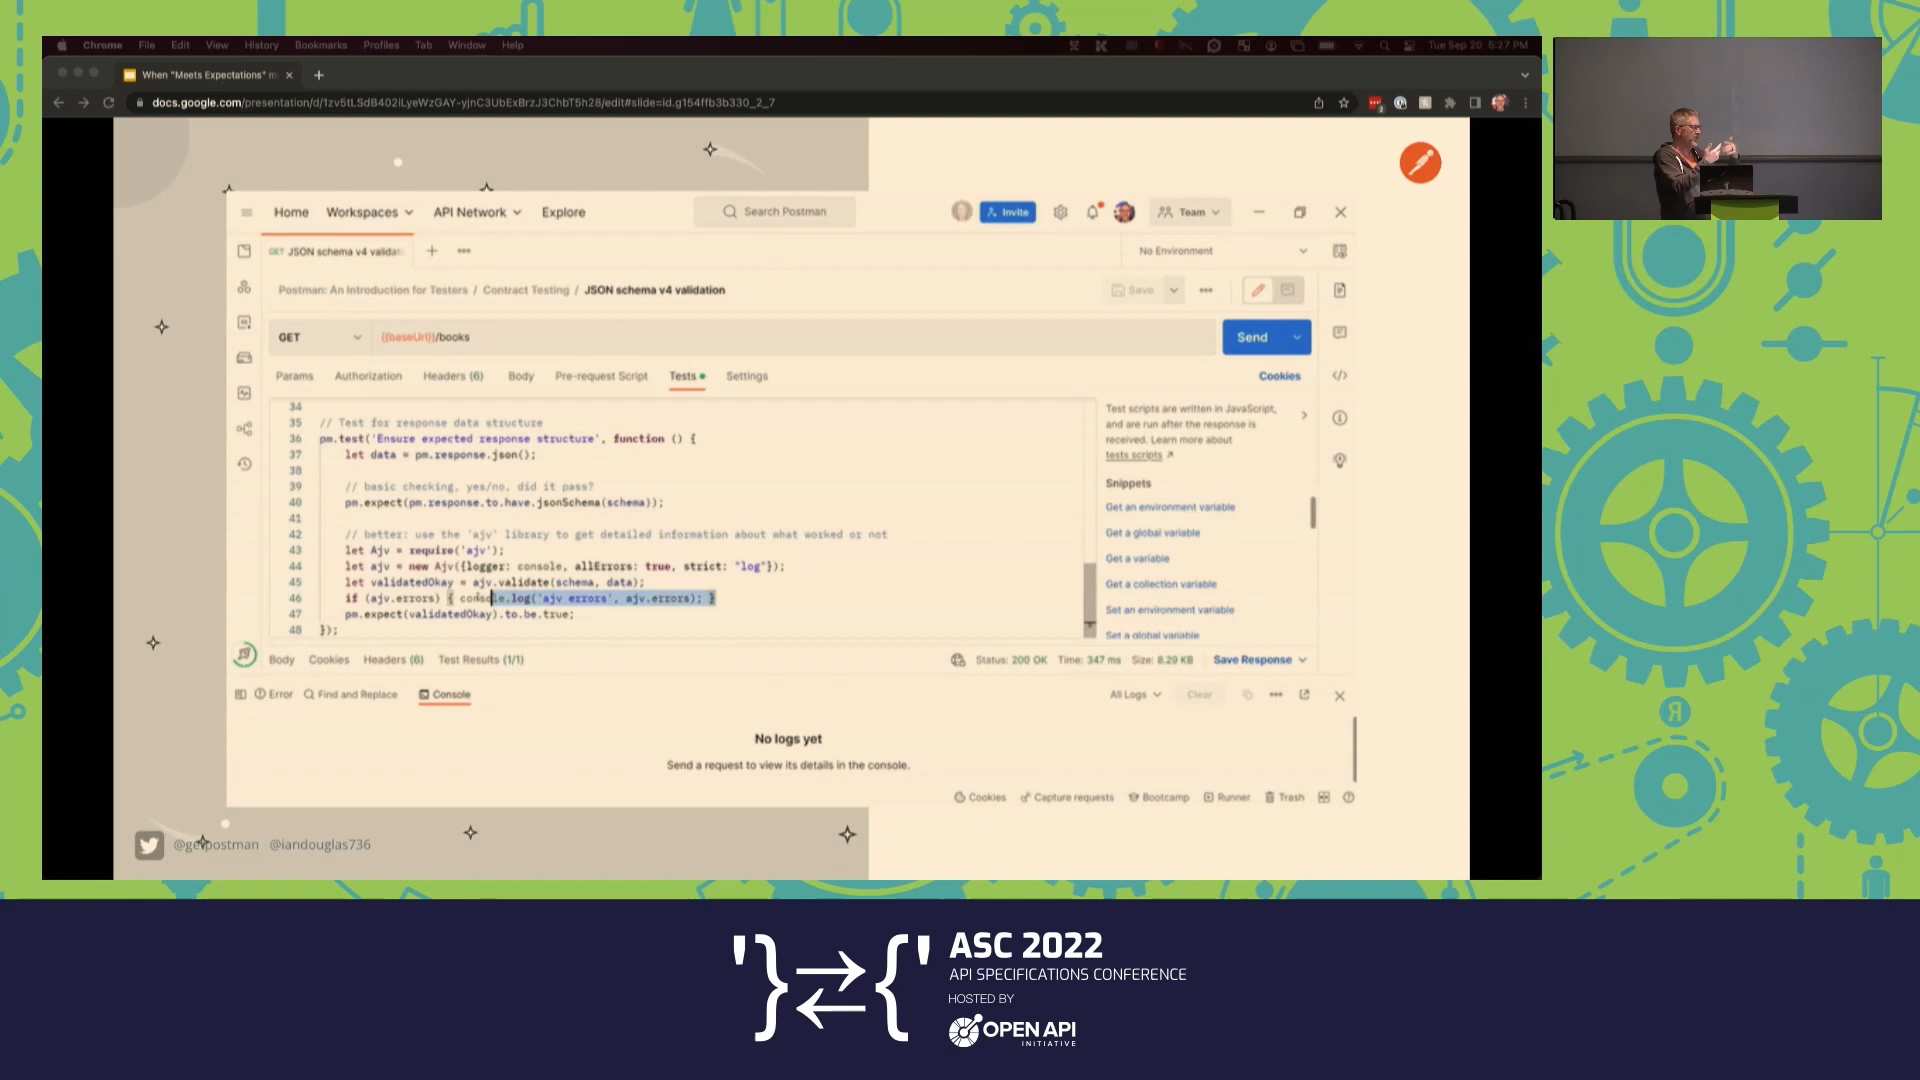 Chrome File Edit View History Bookmarks Profiles Tab Window Help
Tue Sep 20 5:27 PM
When "Meets Expectations" m
docs.google.com/presentation/d/1zv5tLSdB402iLyeWzGAY-yjnC3UbExBrzJ3ChbT5h28/edit#slide=id.g154ffb3b330_2_7
Home Workspaces API Network Explore
Search Postman
Invite
Team
GET JSON schema v4 validat
No Environment
Postman: An Introduction for Testers / Contract Testing / JSON schema v4 validation
Save
GET
{{baseUrl}}/books
Send
Params Authorization Headers (6) Body Pre-request Script Tests Settings
Cookies
34
35 // Test for response data structure
36 pm.test('Ensure expected response structure', function () {
37 let data = pm.response.json();
38
39 // basic checking, yes/no, did it pass?
40 pm.expect(pm.response.to.have.jsonSchema(schema));
41
42 // better: use the 'ajv' library to get detailed information about what worked or not
43 let Ajv = require('ajv');
44 let ajv = new Ajv({logger: console, allErrors: true, strict: "log"});
45 let validatedOkay = ajv.validate(schema, data);
46 if (ajv.errors) { console.log('ajv errors', ajv.errors); }
47 pm.expect(validatedOkay).to.be.true;
48 });
Test scripts are written in JavaScript,
and are run after the response is
received. Learn more about
tests scripts
Snippets
Get an environment variable
Get a global variable
Get a variable
Get a collection variable
Set an environment variable
Set a global variable
Body Cookies Headers (6) Test Results (1/1)
Status: 200 OK Time: 347 ms Size: 8.29 KB Save Response
Error Find and Replace Console
All Logs Clear
No logs yet
Send a request to view its details in the console.
Cookies Capture requests Bootcamp Runner Trash
@getpostman @iandouglas736
'}{' ASC 2022
API SPECIFICATIONS CONFERENCE
HOSTED BY
OPENAPI
INITIATIVE